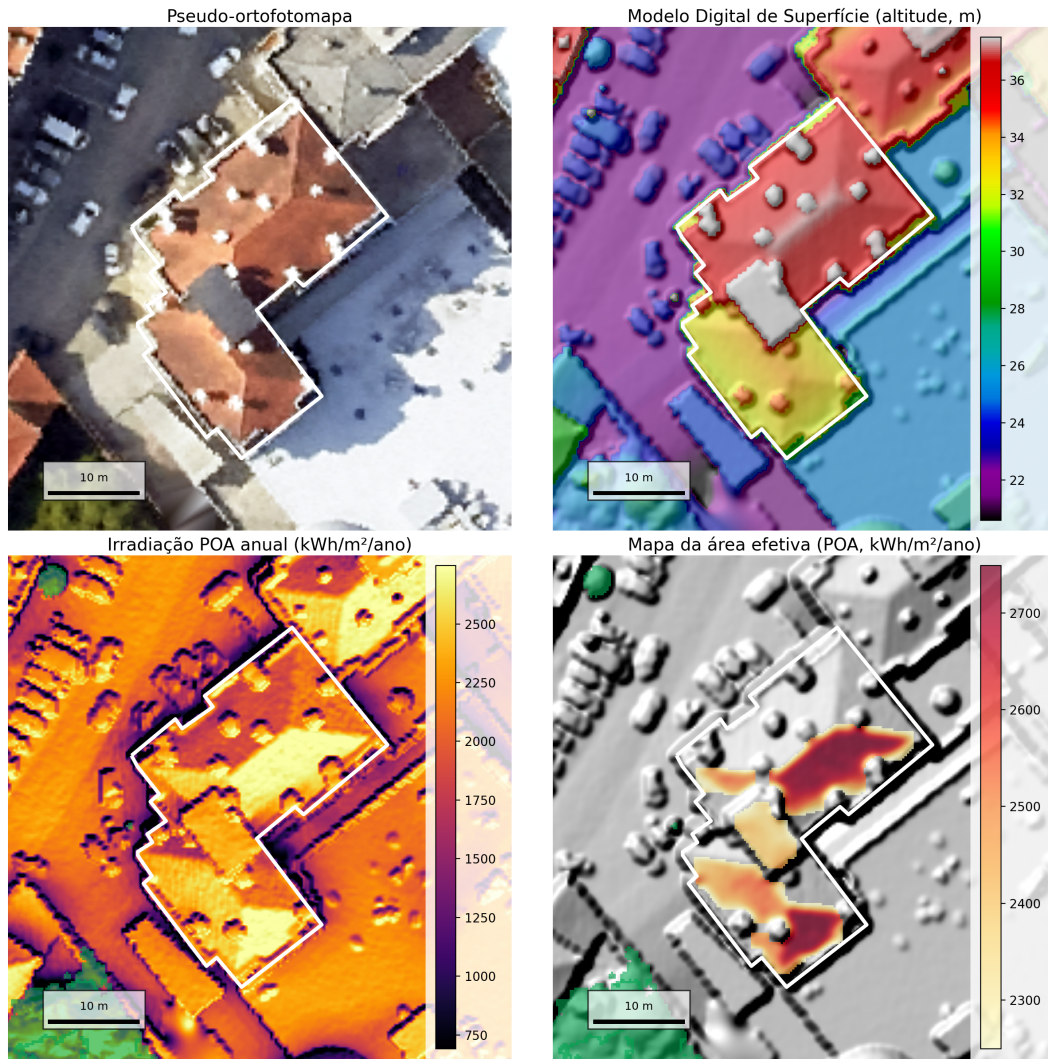 Pseudo-ortofotomapa
10 m
Modelo Digital de Superfície (altitude, m)
10 m
36
34
32
30
28
26
24
22
Irradiação POA anual (kWh/m²/ano)
10 m
2500
2250
2000
1750
1500
1250
1000
750
Mapa da área efetiva (POA, kWh/m²/ano)
10 m
2700
2600
2500
2400
2300